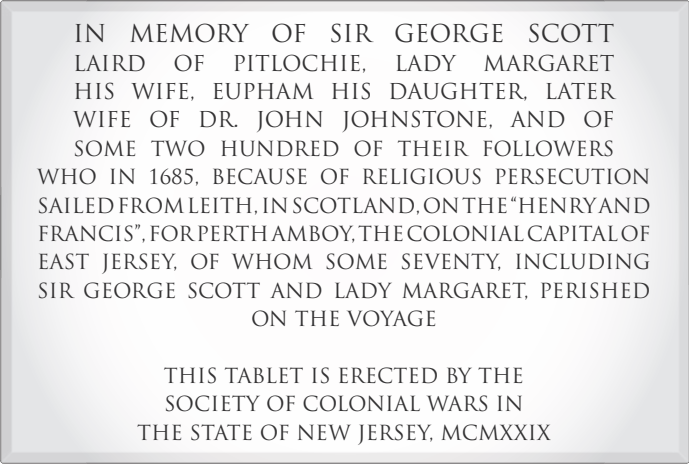 IN MEMORY OF SIR GEORGE SCOTT
LAIRD OF PITLOCHIE, LADY MARGARET
HIS WIFE, EUPHAM HIS DAUGHTER, LATER
WIFE OF DR. JOHN JOHNSTONE, AND OF
SOME TWO HUNDRED OF THEIR FOLLOWERS
WHO IN 1685, BECAUSE OF RELIGIOUS PERSECUTION
SAILED FROM LEITH, IN SCOTLAND, ON THE “HENRY AND
FRANCIS”, FOR PERTH AMBOY, THE COLONIAL CAPITAL OF
EAST JERSEY, OF WHOM SOME SEVENTY, INCLUDING
SIR GEORGE SCOTT AND LADY MARGARET, PERISHED
ON THE VOYAGE
THIS TABLET IS ERECTED BY THE
SOCIETY OF COLONIAL WARS IN
THE STATE OF NEW JERSEY, MCMXXIX